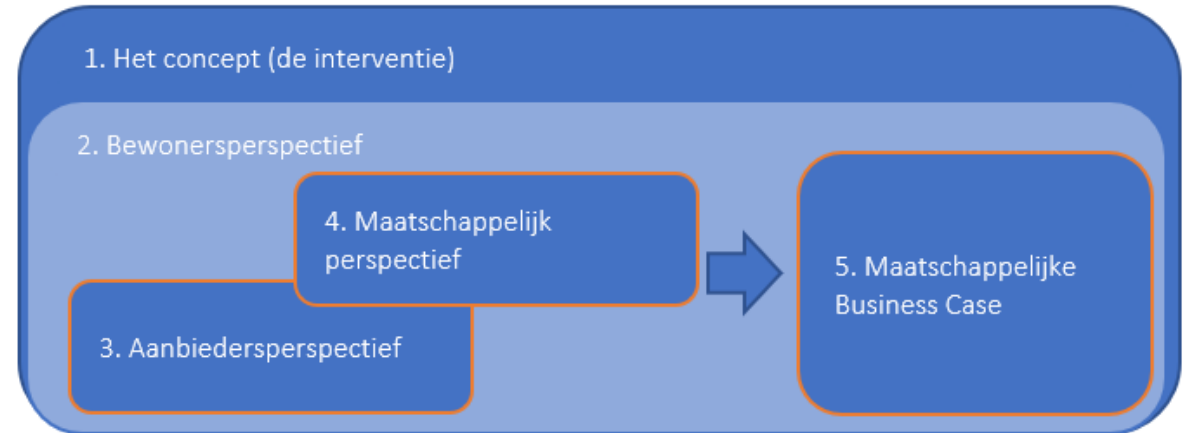 1. Het concept (de interventie)
2. Bewonersperspectief
4. Maatschappelijk
perspectief
3. Aanbiedersperspectief
5. Maatschappelijke
Business Case